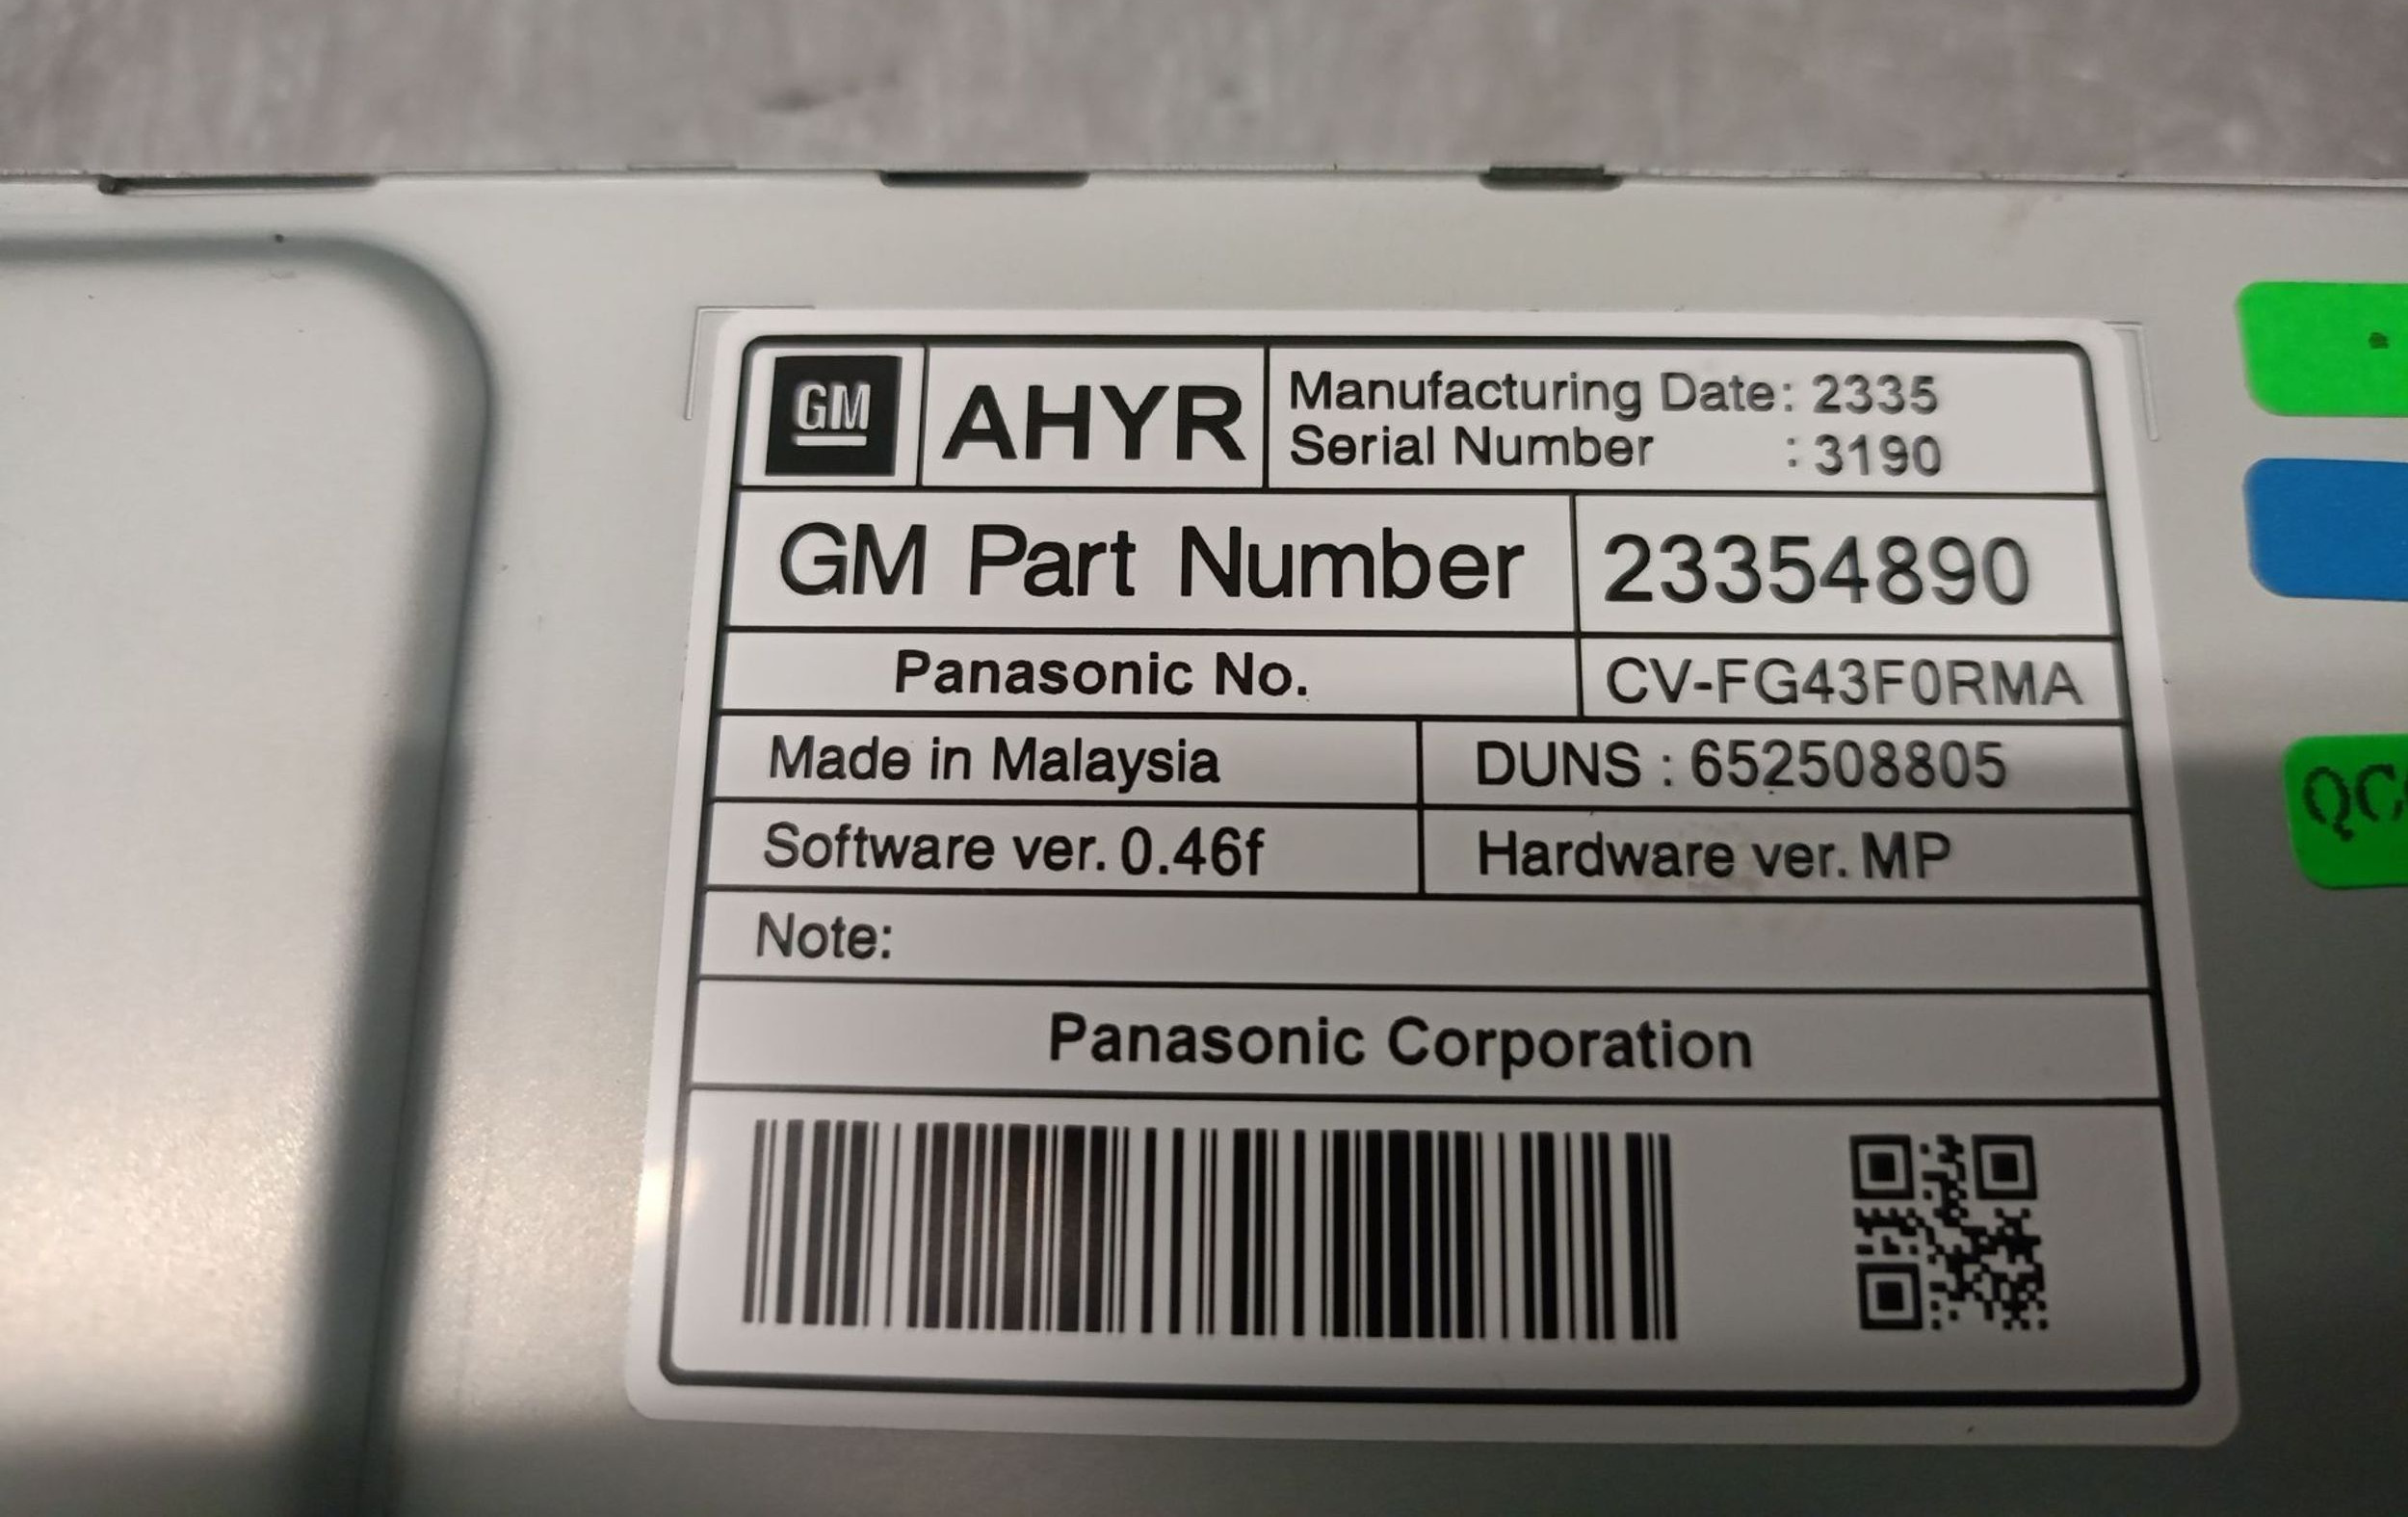 GM
AHYR
Manufacturing Date: 2335
Serial Number : 3190
GM Part Number 23354890
Panasonic No. CV-FG43F0RMA
Made in Malaysia DUNS : 652508805
Software ver. 0.46f Hardware ver. MP
Note:
Panasonic Corporation